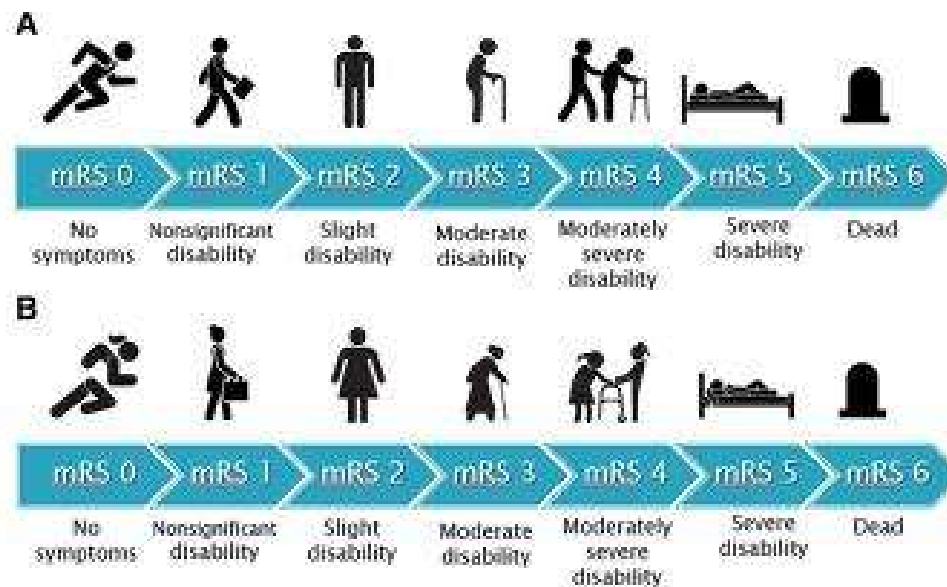 A
mRS 0 mRS 1 mRS 2 mRS 3 mRS 4 mRS 5 mRS 6
No symptoms
Nonsignificant disability
Slight disability
Moderate disability
Moderately severe disability
Severe disability
Dead
B
mRS 0 mRS 1 mRS 2 mRS 3 mRS 4 mRS 5 mRS 6
No symptoms
Nonsignificant disability
Slight disability
Moderate disability
Moderately severe disability
Severe disability
Dead